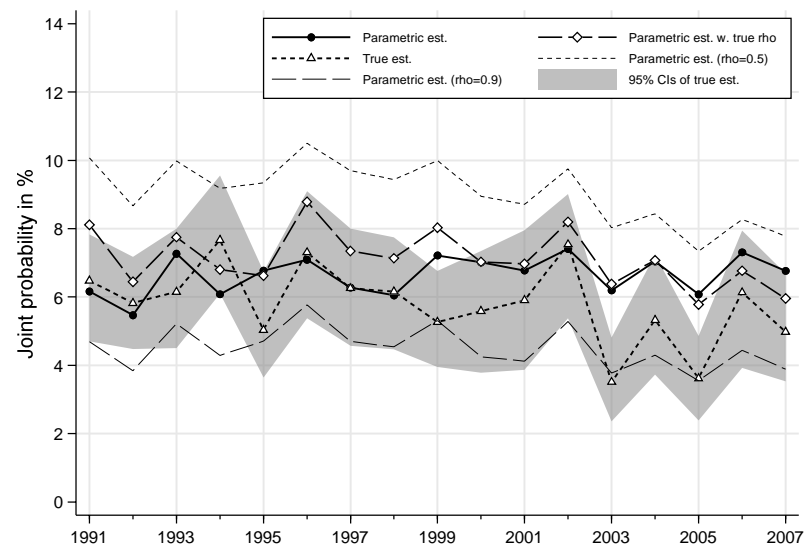 Parametric est.
Parametric est. w. true rho
True est.
Parametric est. (rho=0.5)
Parametric est. (rho=0.9)
95% CIs of true est.
Joint probability in %
14
12
10
8
6
4
2
0
1991 1993 1995 1997 1999 2001 2003 2005 2007